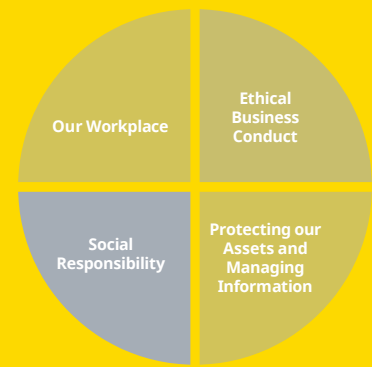 Our Workplace
Ethical
Business
Conduct
Social
Responsibility
Protecting our
Assets and
Managing
Information